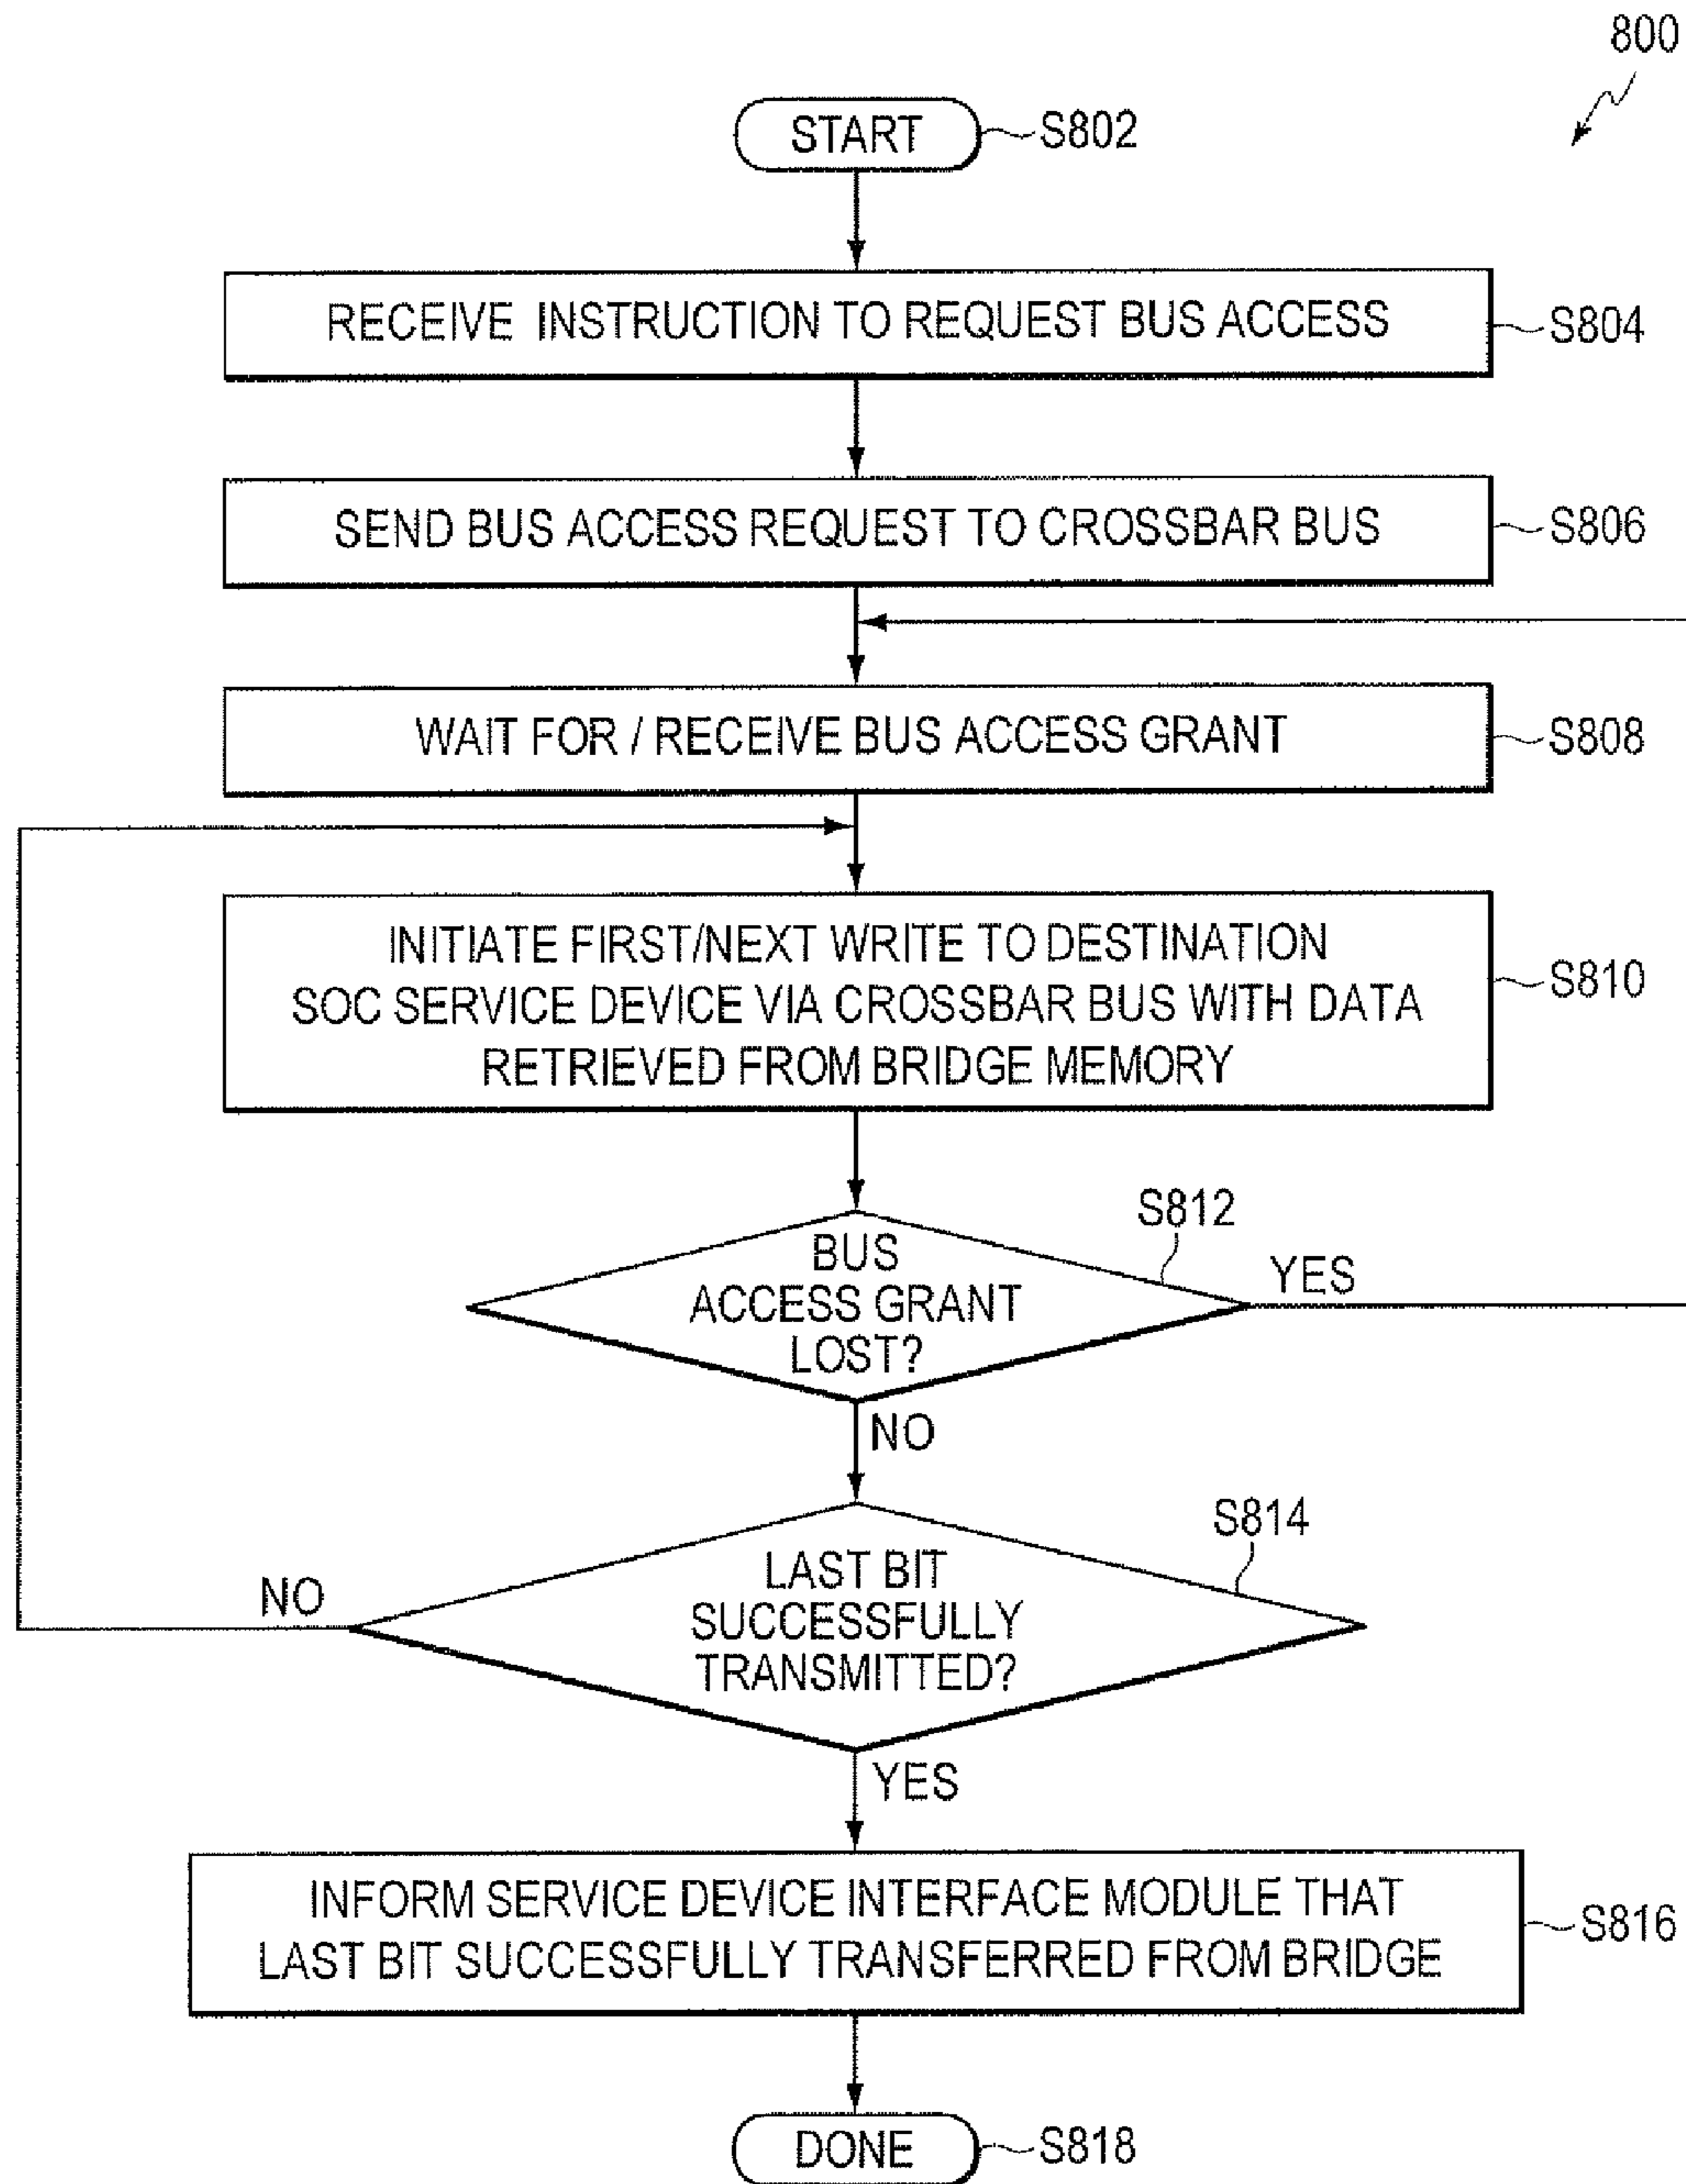 800
START
S802
RECEIVE INSTRUCTION TO REQUEST BUS ACCESS
S804
SEND BUS ACCESS REQUEST TO CROSSBAR BUS
S806
WAIT FOR / RECEIVE BUS ACCESS GRANT
S808
INITIATE FIRST/NEXT WRITE TO DESTINATION
SOC SERVICE DEVICE VIA CROSSBAR BUS WITH DATA
RETRIEVED FROM BRIDGE MEMORY
S810
S812
BUS
ACCESS GRANT
LOST?
YES
NO
S814
LAST BIT
SUCCESSFULLY
TRANSMITTED?
NO
YES
INFORM SERVICE DEVICE INTERFACE MODULE THAT
LAST BIT SUCCESSFULLY TRANSFERRED FROM BRIDGE
S816
DONE
S818